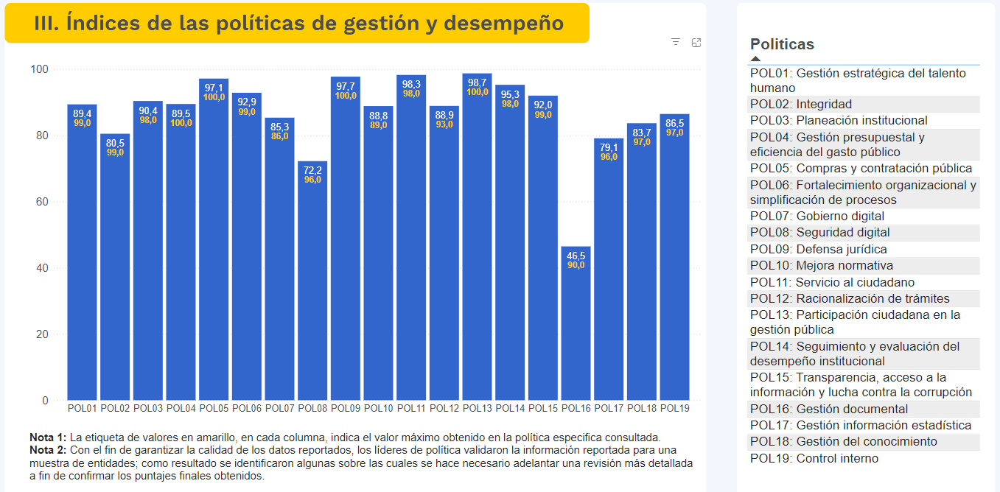 III. Índices de las políticas de gestión y desempeño
100
80
60
40
20
0
89,4
99,0
80,5
99,0
90,4
98,0
89,5
100,0
97,1
100,0
92,9
99,0
85,3
86,0
72,2
96,0
97,7
100,0
88,8
89,0
98,3
98,0
88,9
93,0
98,7
100,0
95,3
98,0
92,0
99,0
46,5
90,0
79,1
96,0
83,7
97,0
86,5
97,0
POL01 POL02 POL03 POL04 POL05 POL06 POL07 POL08 POL09 POL10 POL11 POL12 POL13 POL14 POL15 POL16 POL17 POL18 POL19
Nota 1: La etiqueta de valores en amarillo, en cada columna, indica el valor máximo obtenido en la política especifica consultada.
Nota 2: Con el fin de garantizar la calidad de los datos reportados, los líderes de política validaron la información reportada para una
muestra de entidades; como resultado se identificaron algunas sobre las cuales se hace necesario adelantar una revisión más detallada
a fin de confirmar los puntajes finales obtenidos.
Politicas
POL01: Gestión estratégica del talento
humano
POL02: Integridad
POL03: Planeación institucional
POL04: Gestión presupuestal y
eficiencia del gasto público
POL05: Compras y contratación pública
POL06: Fortalecimiento organizacional y
simplificación de procesos
POL07: Gobierno digital
POL08: Seguridad digital
POL09: Defensa jurídica
POL10: Mejora normativa
POL11: Servicio al ciudadano
POL12: Racionalización de trámites
POL13: Participación ciudadana en la
gestión pública
POL14: Seguimiento y evaluación del
desempeño institucional
POL15: Transparencia, acceso a la
información y lucha contra la corrupción
POL16: Gestión documental
POL17: Gestión información estadística
POL18: Gestión del conocimiento
POL19: Control interno